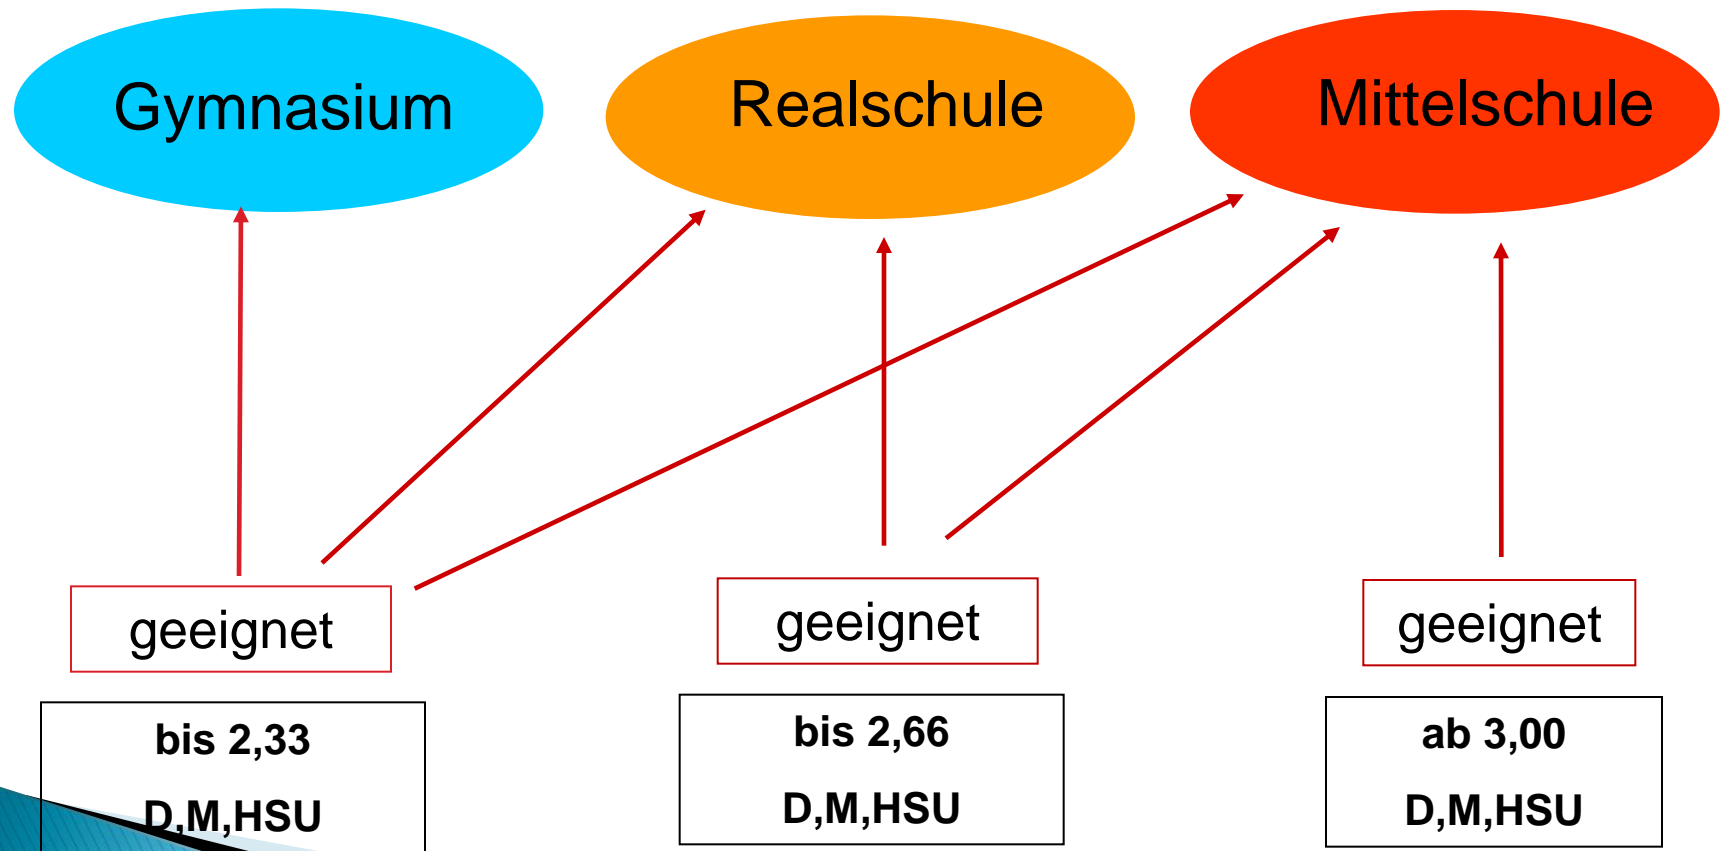 Gymnasium
Realschule
Mittelschule
geeignet
geeignet
geeignet
bis 2,33
D,M,HSU
bis 2,66
D,M,HSU
ab 3,00
D,M,HSU